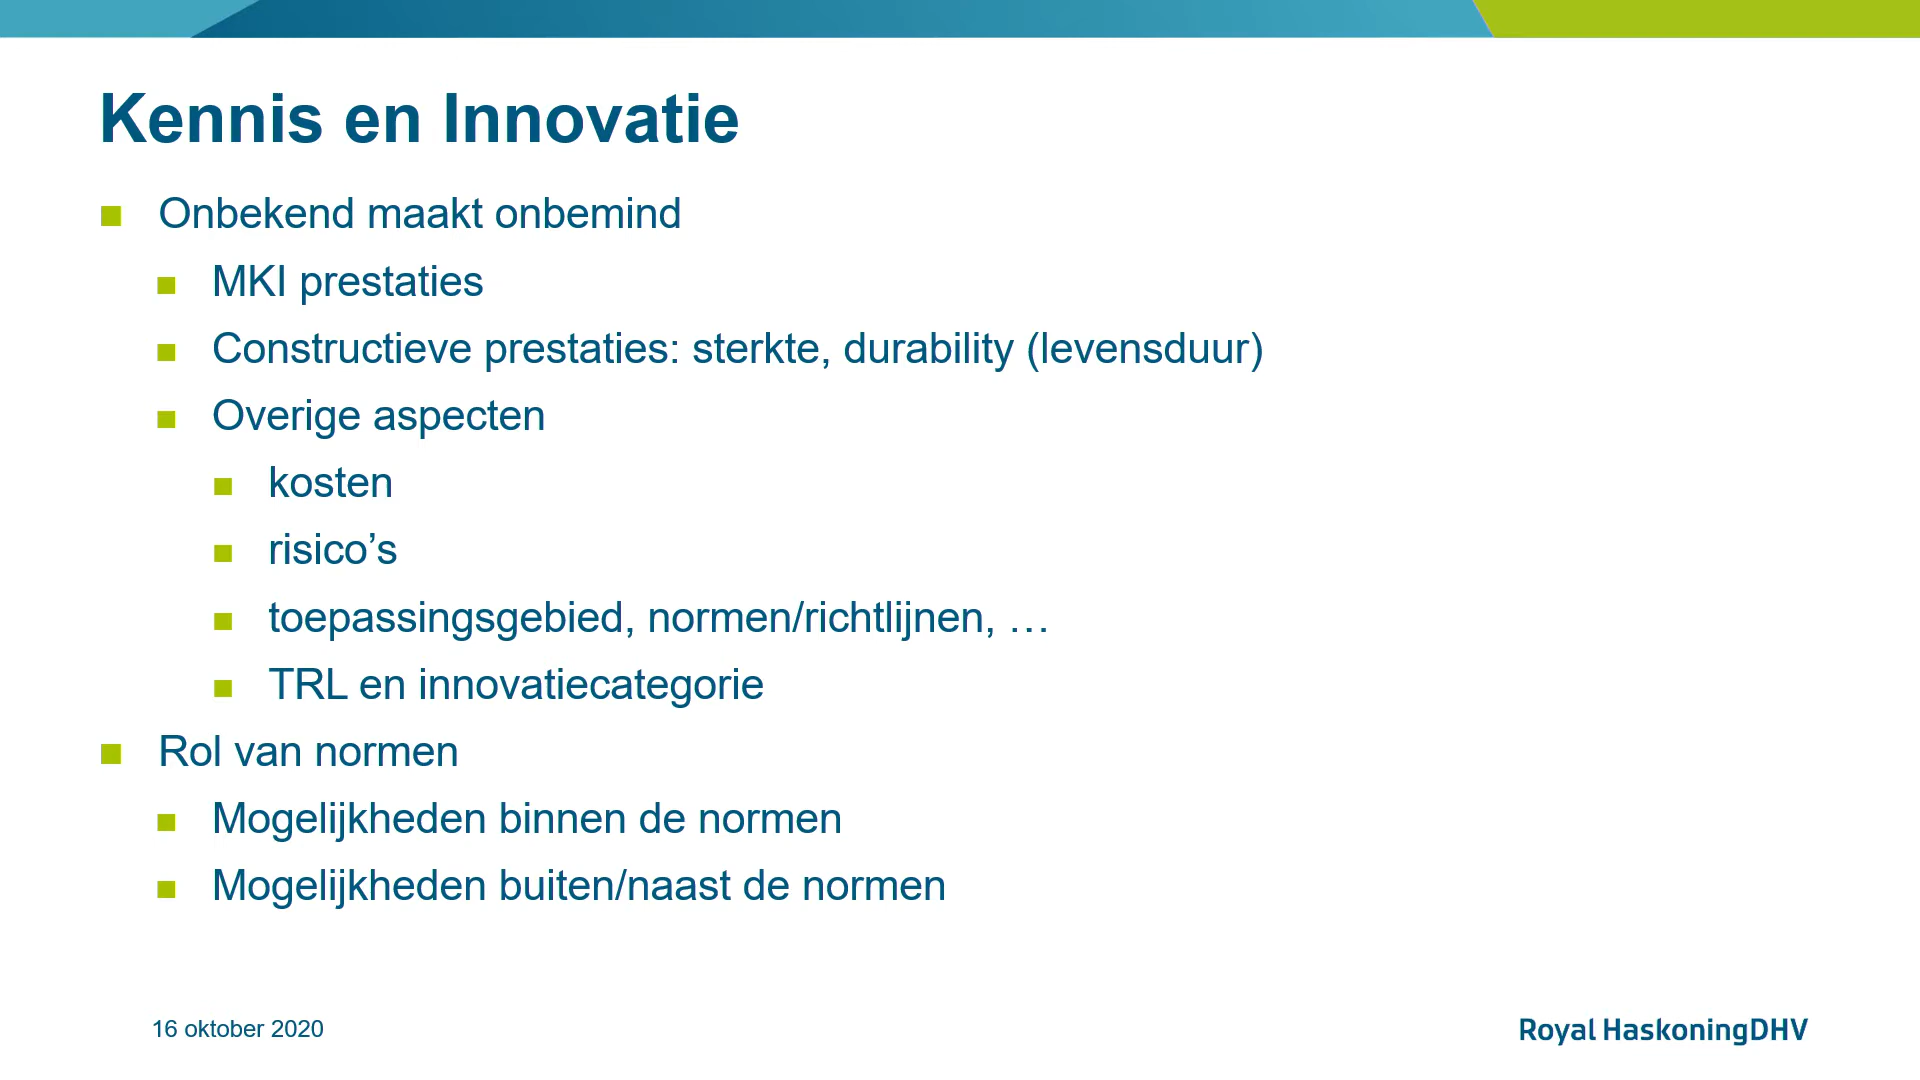 Kennis en Innovatie
Onbekend maakt onbemind
MKI prestaties
Constructieve prestaties: sterkte, durability (levensduur)
Overige aspecten
kosten
risico’s
toepassingsgebied, normen/richtlijnen, …
TRL en innovatiecategorie
Rol van normen
Mogelijkheden binnen de normen
Mogelijkheden buiten/naast de normen
16 oktober 2020
Royal HaskoningDHV